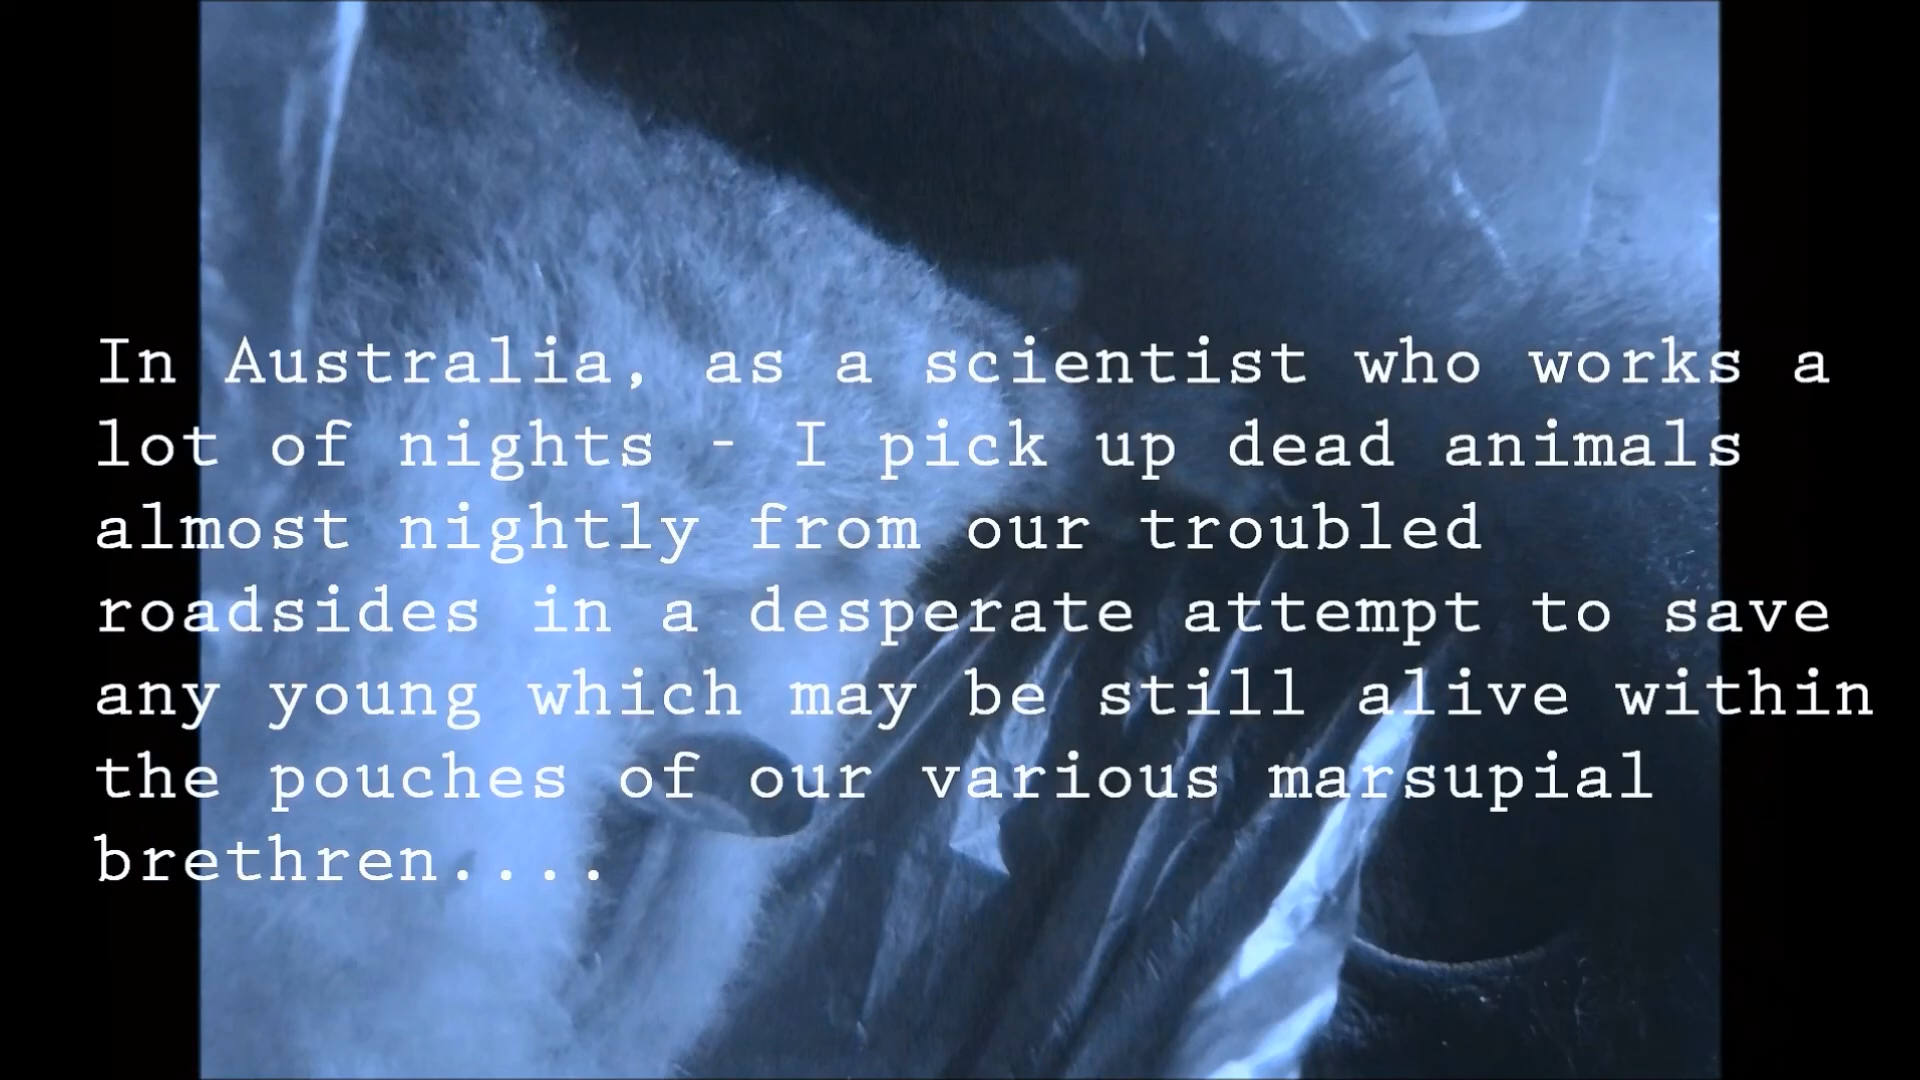 In Australia, as a scientist who works a
lot of nights - I pick up dead animals
almost nightly from our troubled
roadsides in a desperate attempt to save
any young which may be still alive within
the pouches of our various marsupial
brethren....